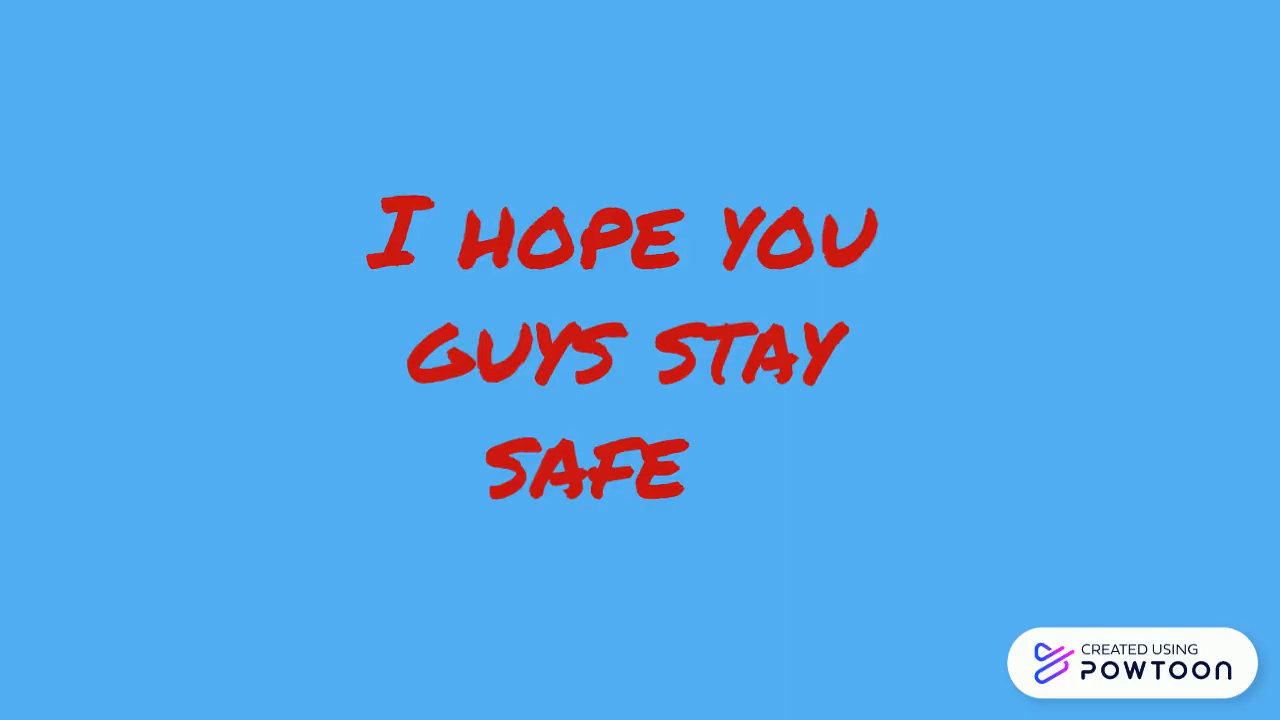 I HOPE YOU
GUYS STAY
SAFE
CREATED USING
POWTOON